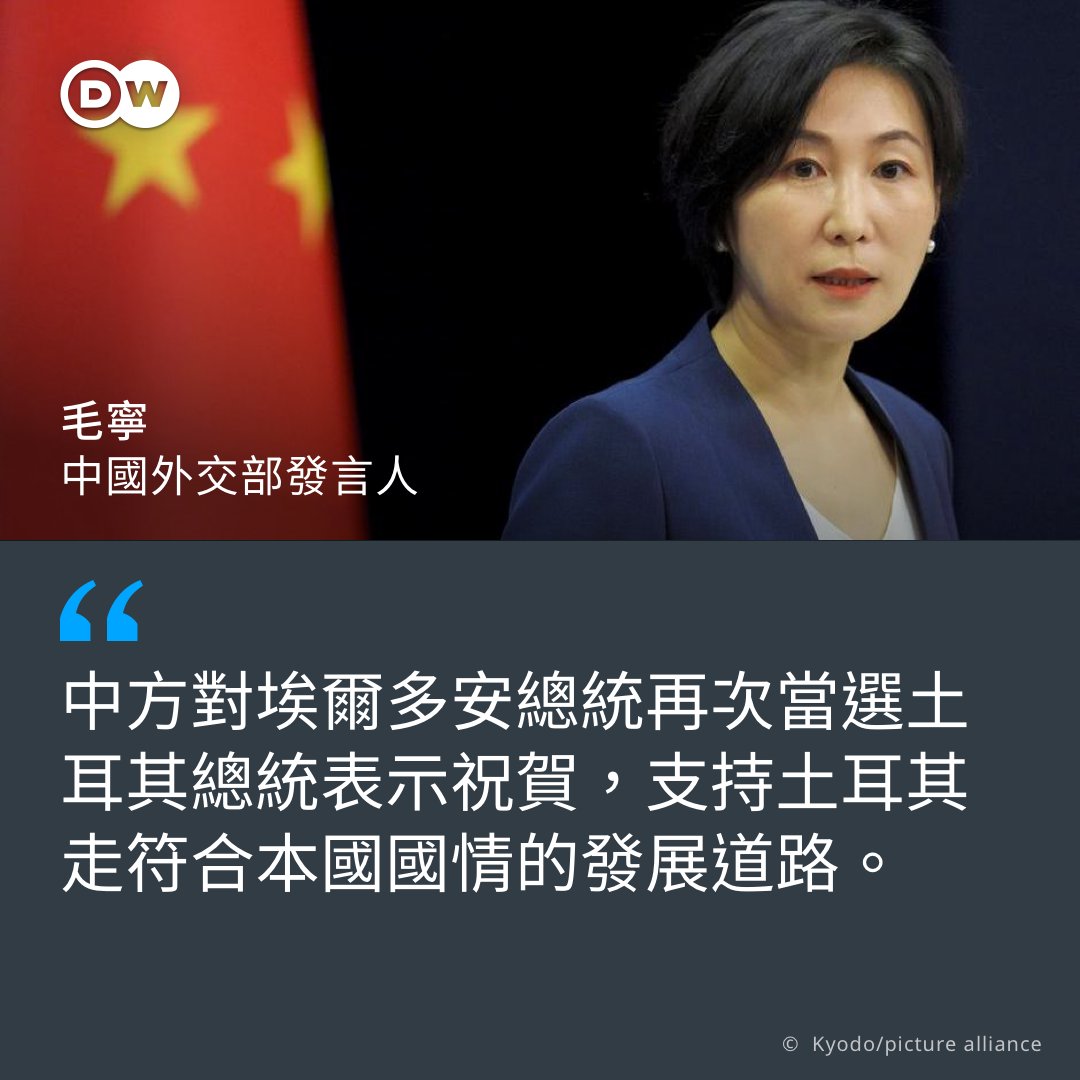 DW
毛寧
中國外交部發言人
“
中方對埃爾多安總統再次當選土
耳其總統表示祝賀，支持土耳其
走符合本國國情的發展道路。
© Kyodo/picture alliance